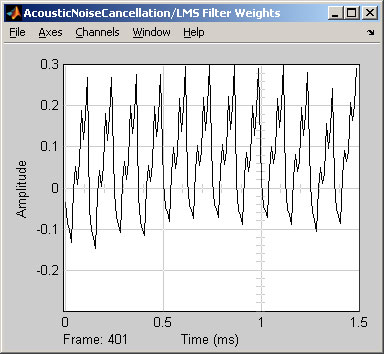 AcousticNoiseCancellation/LMS Filter Weights
File Axes Channels Window Help
0.3
0.2
0.1
0
-0.1
-0.2
Amplitude
0 0.5 1 1.5
Frame: 401 Time (ms)